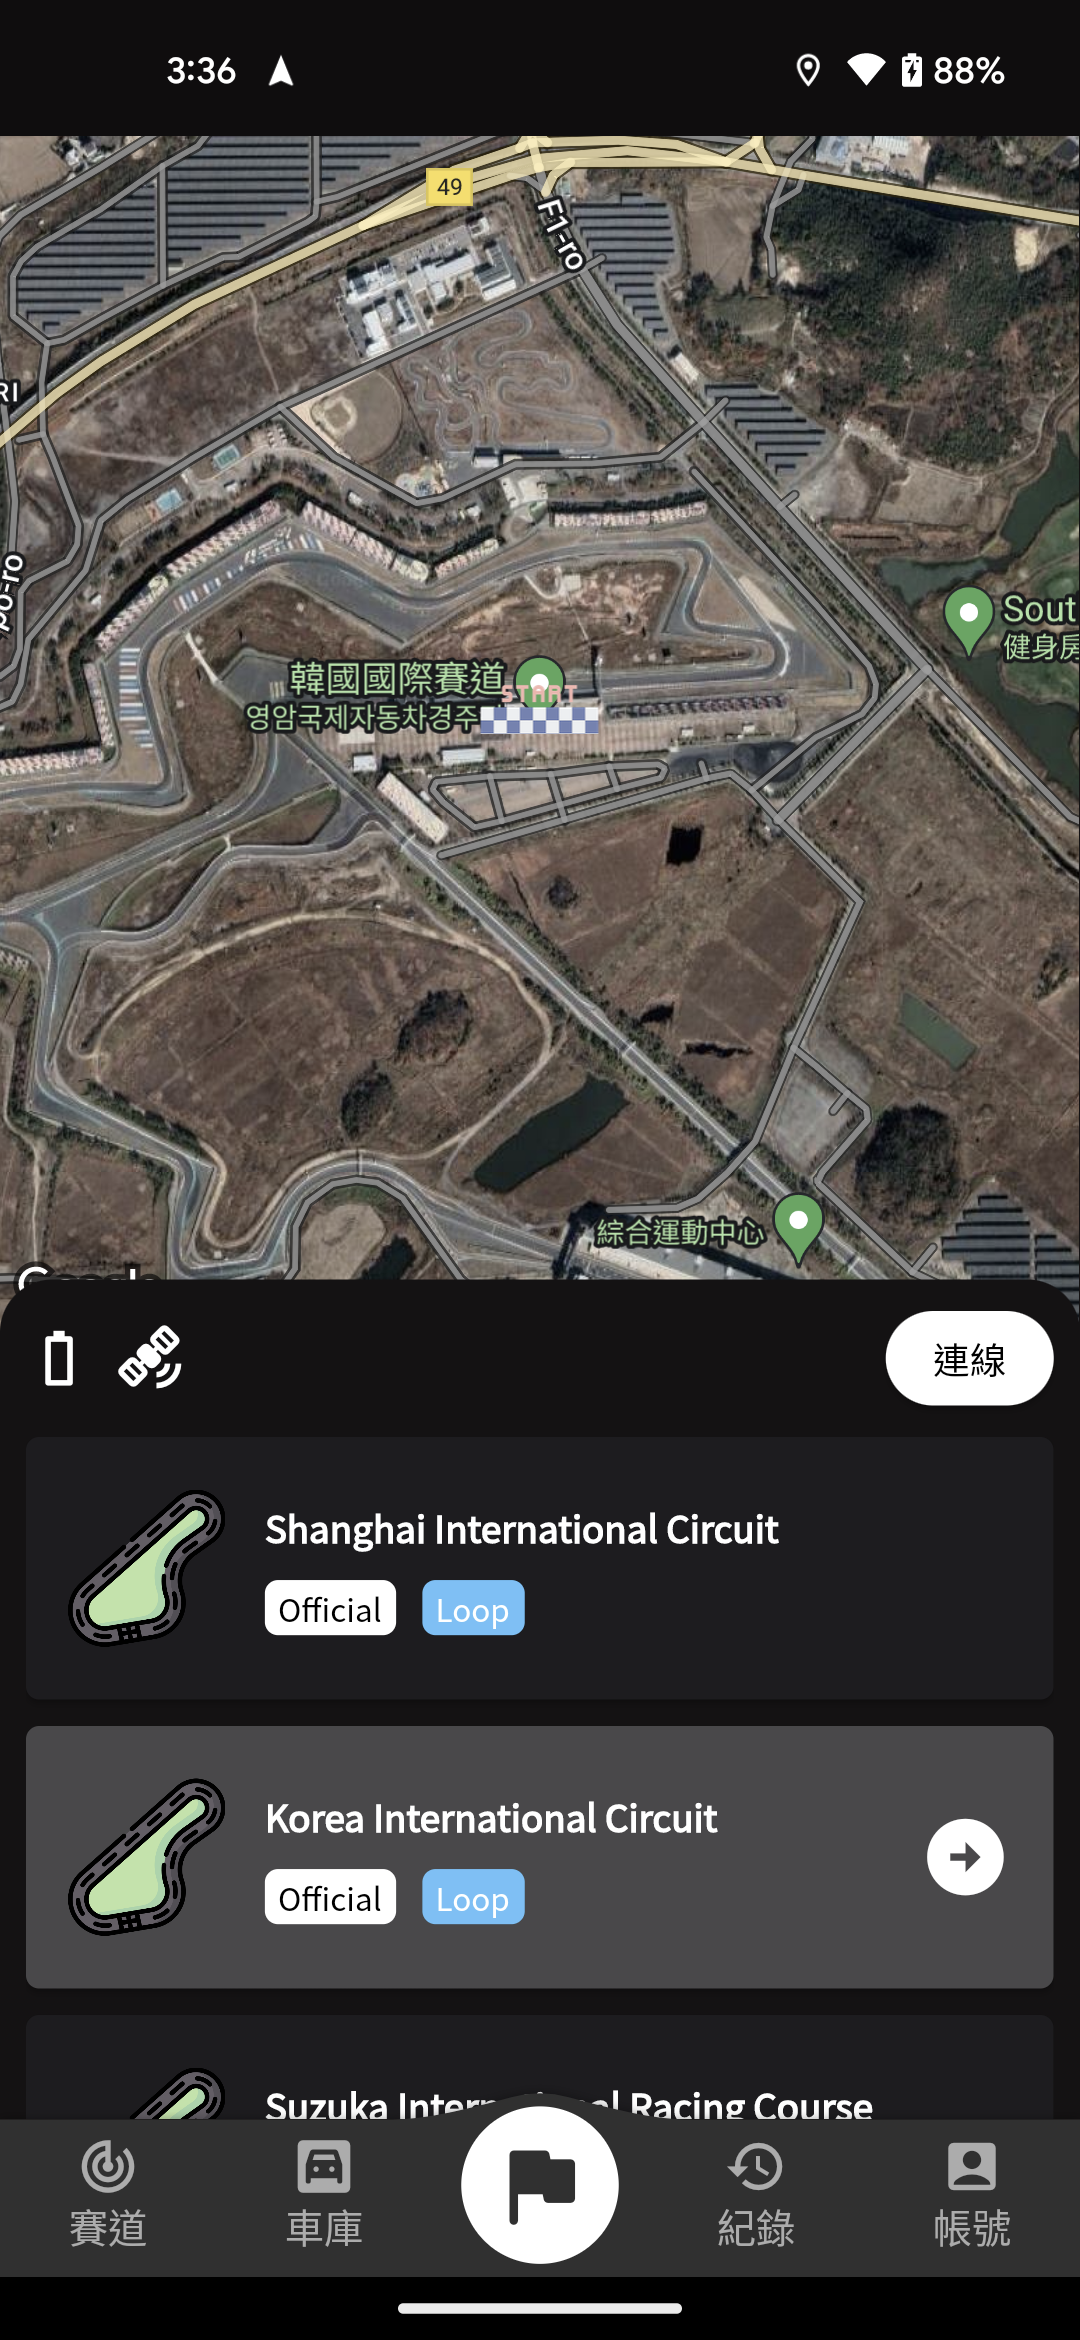 3:36
88%
49
F1-ro
RI
po-ro
Sout
健身房
韓國國際賽道
START
영암국제자동차경주
綜合運動中心
Google
連線
Shanghai International Circuit
Official
Loop
Korea International Circuit
Official
Loop
Suzuka International Racing Course
賽道
車庫
紀錄
帳號